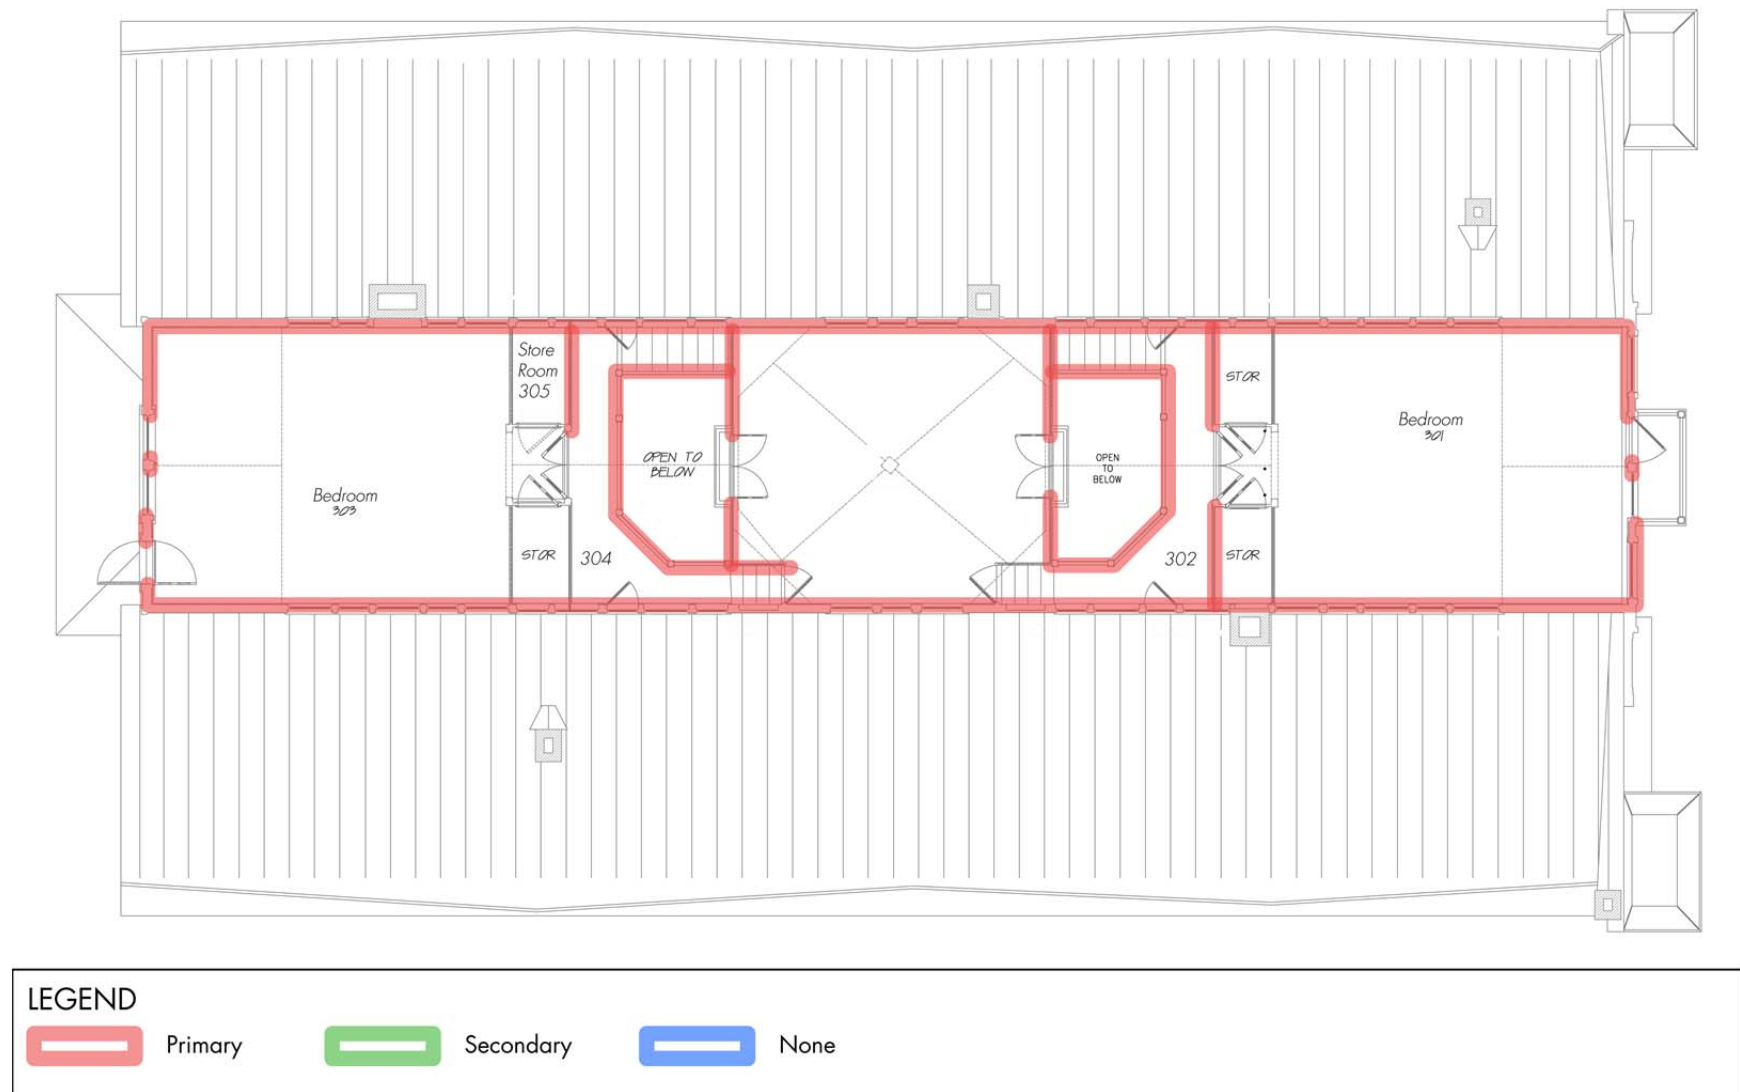 Store
Room
305
STOR
Bedroom
301
OPEN TO
BELOW
OPEN
TO
BELOW
Bedroom
303
STOR
304
302
STOR
LEGEND
Primary
Secondary
None